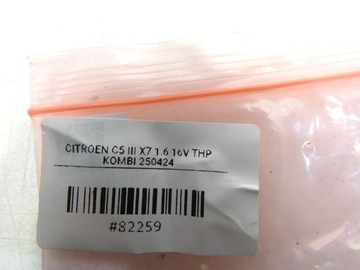 CITROEN C5 III X7 1.6 16V THP
KOMBI 250424
#82259